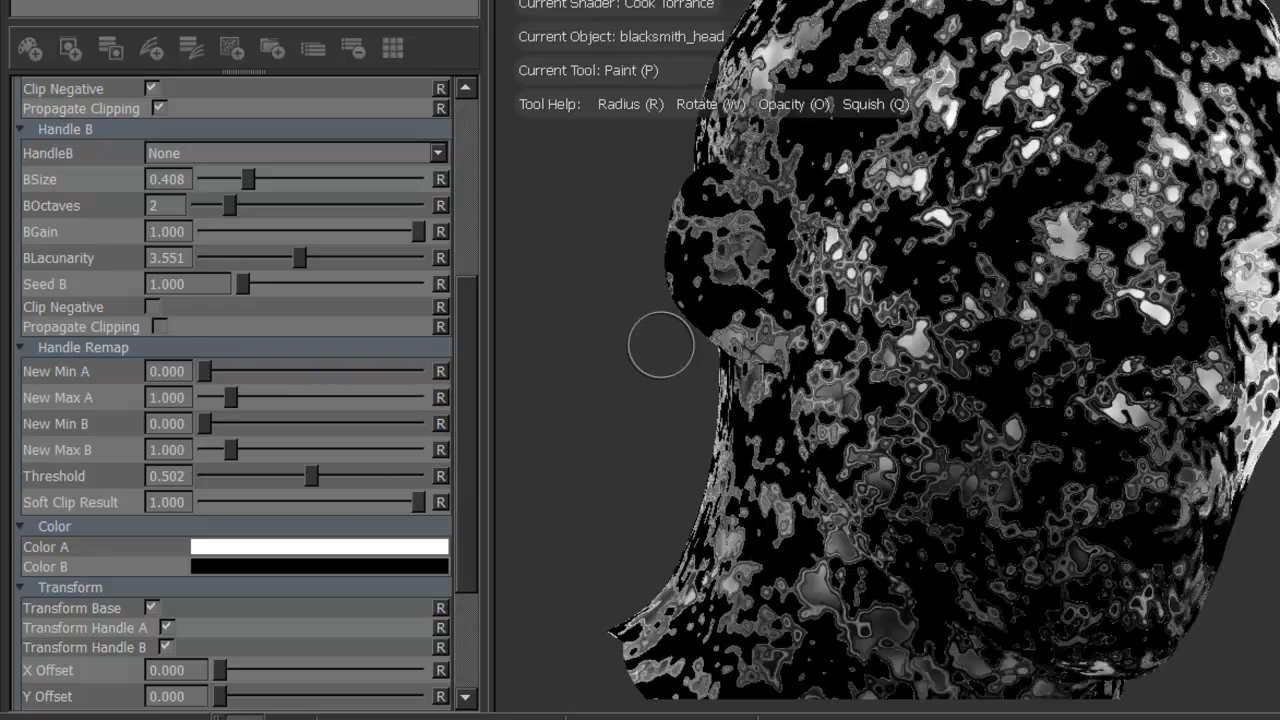 Current Shader: Cook Torrance
Current Object: blacksmith_head
Current Tool: Paint (P)
Tool Help: Radius (R) Rotate (W) Opacity (O) Squish (Q)
Clip Negative R
Propagate Clipping R
Handle B
HandleB None
BSize 0.408 R
BOctaves 2 R
BGain 1.000 R
BLacunarity 3.551 R
Seed B 1.000 R
Clip Negative R
Propagate Clipping R
Handle Remap
New Min A 0.000 R
New Max A 1.000 R
New Min B 0.000 R
New Max B 1.000 R
Threshold 0.502 R
Soft Clip Result 1.000 R
Color
Color A
Color B
Transform
Transform Base R
Transform Handle A R
Transform Handle B R
X Offset 0.000 R
Y Offset 0.000 R